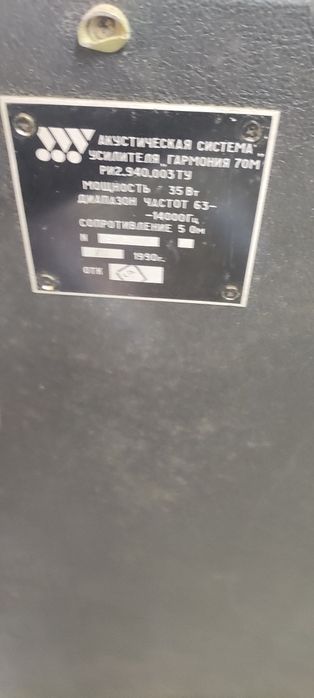 АКУСТИЧЕСКАЯ СИСТЕМА
УСИЛИТЕЛЯ „ГАРМОНИЯ 70М
РИ2.940.003ТУ
МОЩНОСТЬ 35 Вт
ДИАПАЗОН ЧАСТОТ 63-
-14000Гц
СОПРОТИВЛЕНИЕ 5 Ом
N
1990г.
ОТК